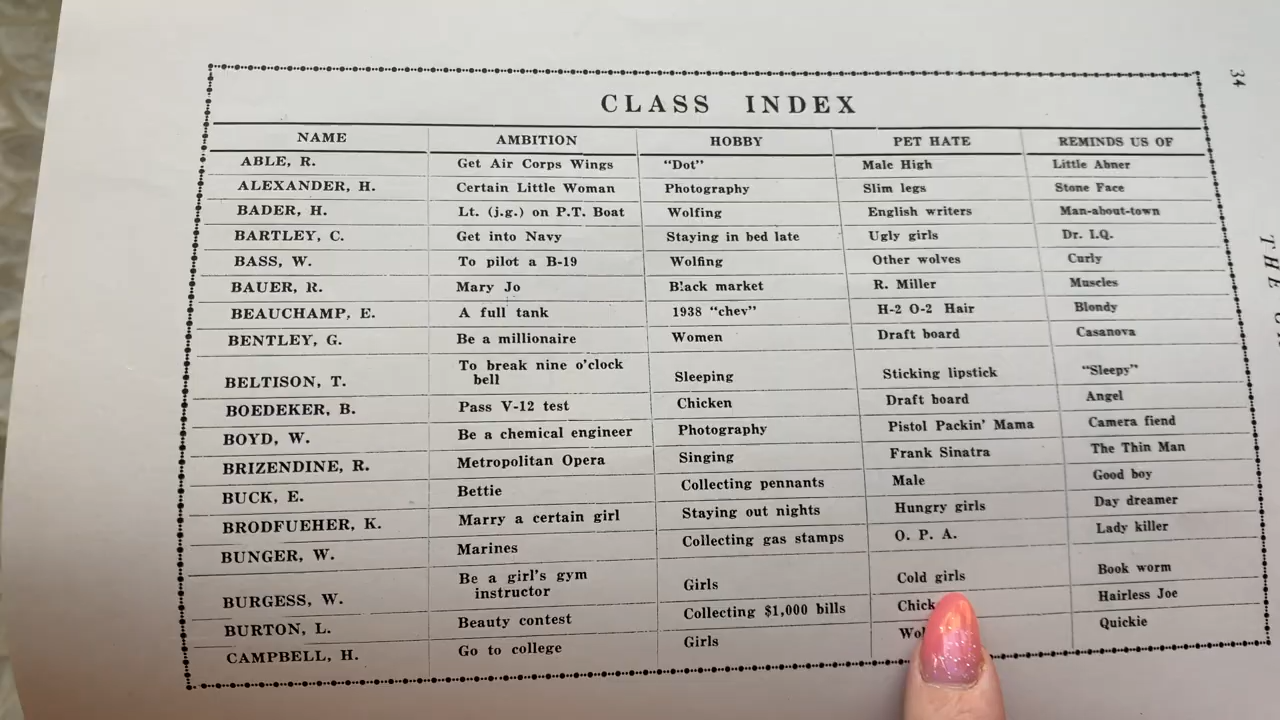 34
CLASS INDEX
NAME AMBITION HOBBY PET HATE REMINDS US OF
ABLE, R. Get Air Corps Wings "Dot" Male High Little Abner
ALEXANDER, H. Certain Little Woman Photography Slim legs Stone Face
BADER, H. Lt. (j.g.) on P.T. Boat Wolfing English writers Man-about-town
BARTLEY, C. Get into Navy Staying in bed late Ugly girls Dr. I.Q.
BASS, W. To pilot a B-19 Wolfing Other wolves Curly
BAUER, R. Mary Jo Black market R. Miller Muscles
BEAUCHAMP, E. A full tank 1938 "chev" H-2 O-2 Hair Blondy
BENTLEY, G. Be a millionaire Women Draft board Casanova
BELTISON, T. To break nine o'clock bell Sleeping Sticking lipstick "Sleepy"
BOEDEKER, B. Pass V-12 test Chicken Draft board Angel
BOYD, W. Be a chemical engineer Photography Pistol Packin' Mama Camera fiend
BRIZENDINE, R. Metropolitan Opera Singing Frank Sinatra The Thin Man
BUCK, E. Bettie Collecting pennants Male Good boy
BRODFUEHER, K. Marry a certain girl Staying out nights Hungry girls Day dreamer
BUNGER, W. Marines Collecting gas stamps O. P. A. Lady killer
BURGESS, W. Be a girl's gym instructor Girls Cold girls Book worm
BURTON, L. Beauty contest Collecting $1,000 bills Hairless Joe
CAMPBELL, H. Go to college Girls Quickie
THE